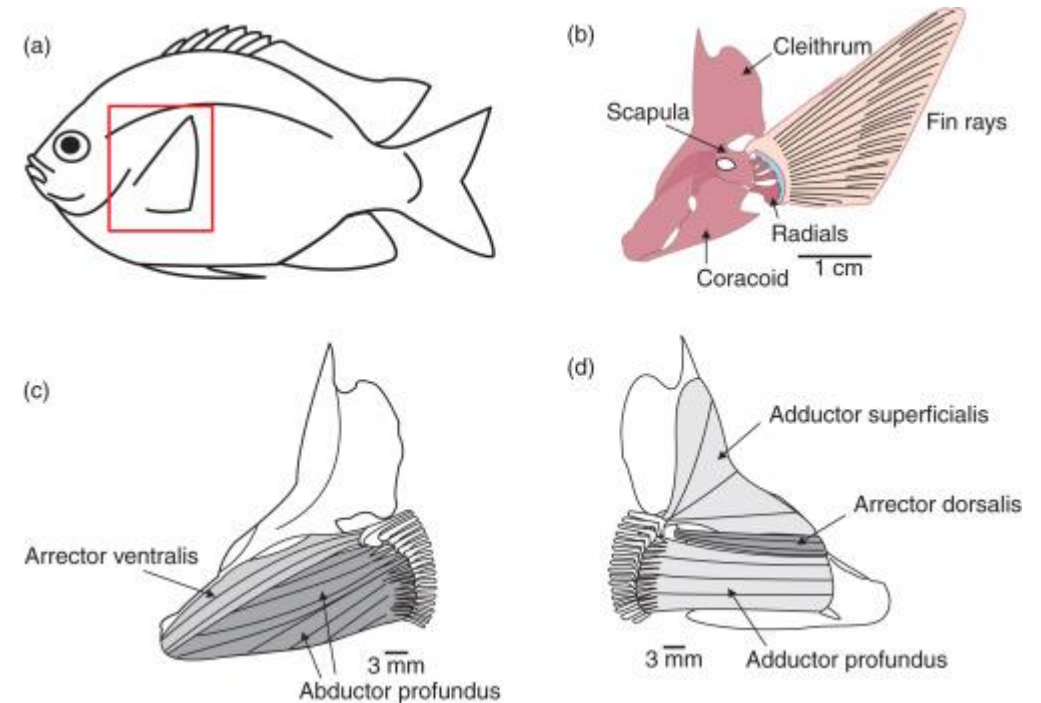 (a)
(b)
Cleithrum
Scapula
Fin rays
Radials
Coracoid
1 cm
(c)
Arrector ventralis
3 mm
Abductor profundus
(d)
Adductor superficialis
Arrector dorsalis
3 mm
Adductor profundus